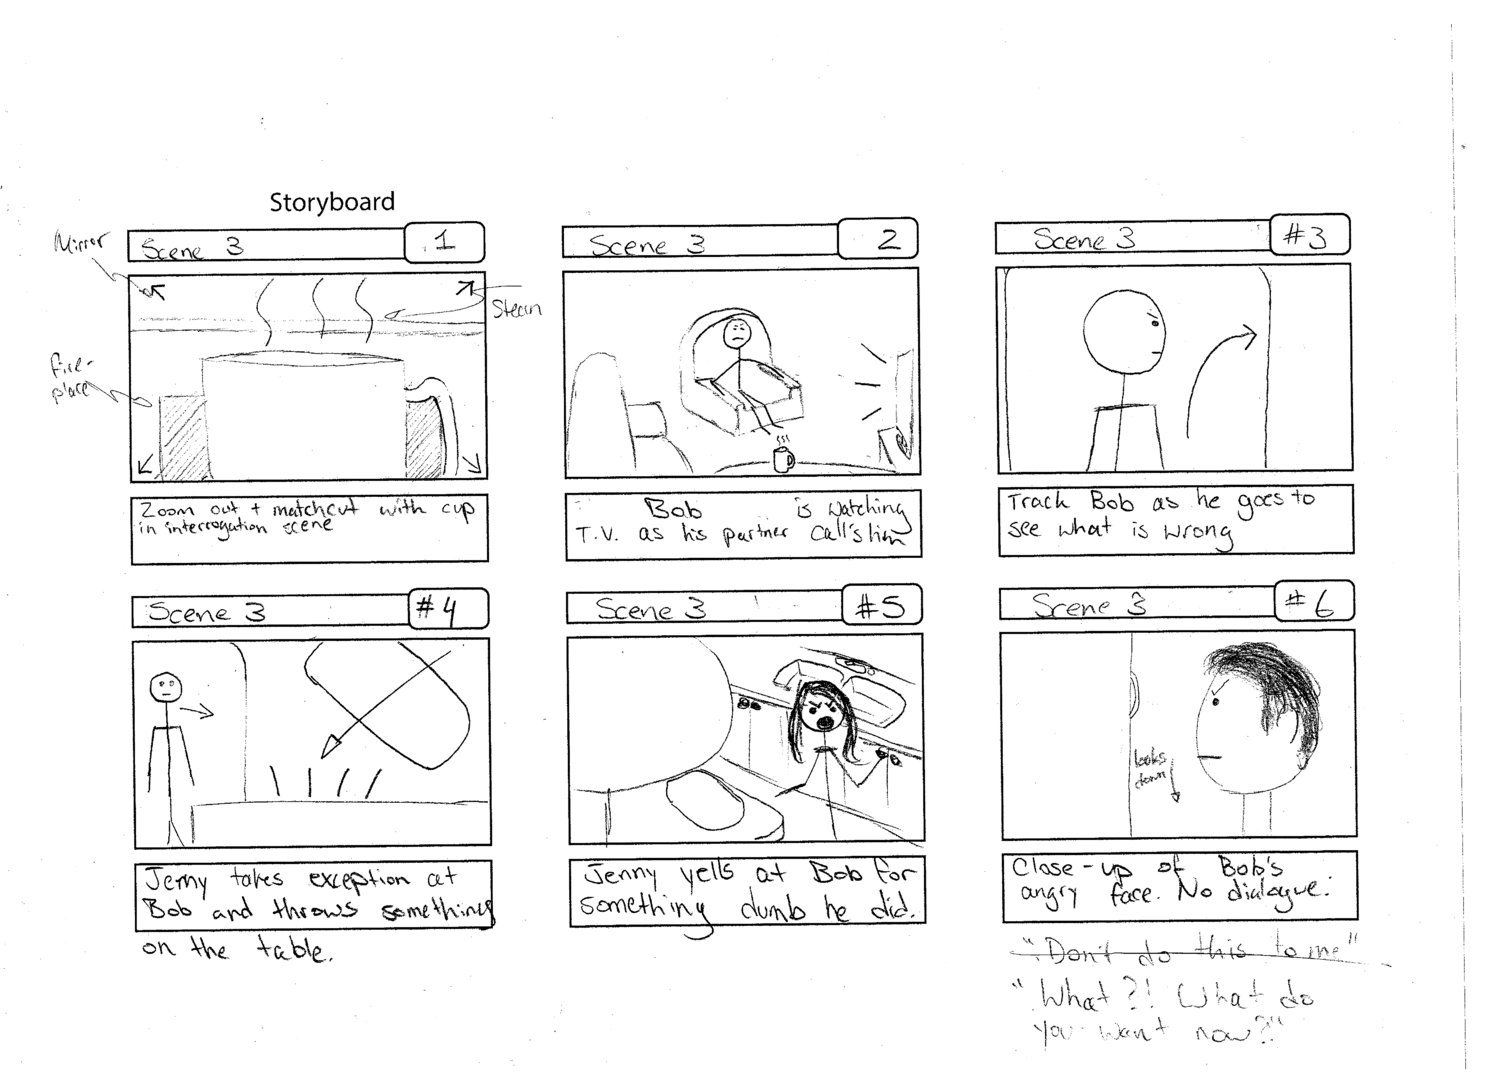 Storyboard
Scene 3
1
Mirror
Steam
Fire-
place
Zoom out + matchcut with cup
in interrogation scene
Scene 3
2
Bob is watching
T.V. as his partner Call's him
Scene 3
#3
Track Bob as he goes to
see what is wrong
Scene 3
#4
Jenny takes exception at
Bob and throws something
on the table.
Scene 3
#5
Jenny yells at Bob for
something dumb he did.
Scene 3
#6
looks
down
Close-up of Bob's
angry face. No dialogue.
"Don't do this to me"
"What?! What do
you want now?"